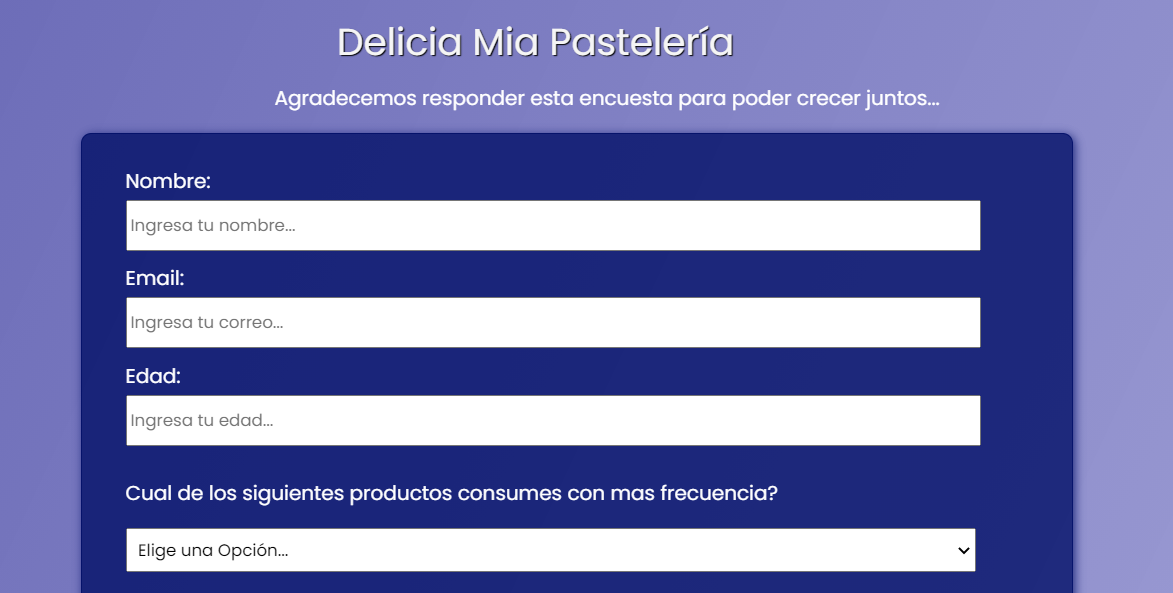 Delicia Mia Pastelería
Agradecemos responder esta encuesta para poder crecer juntos...
Nombre:
Ingresa tu nombre...
Email:
Ingresa tu correo...
Edad:
Ingresa tu edad...
Cual de los siguientes productos consumes con mas frecuencia?
Elige una Opción...